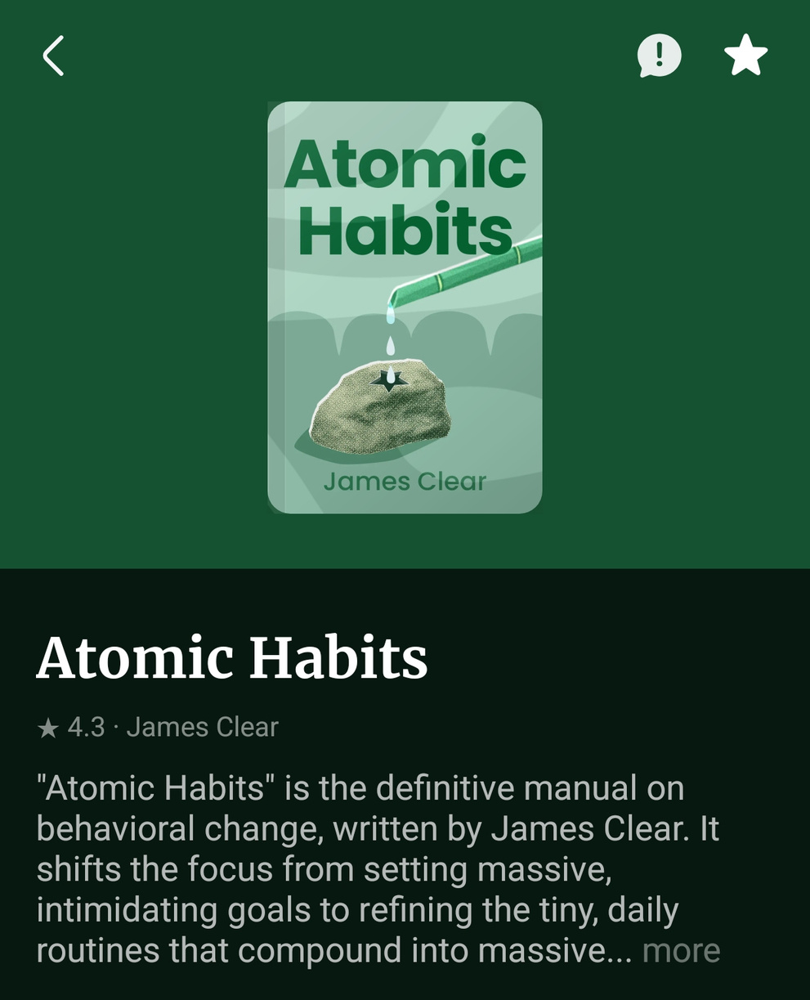 Atomic
Habits
James Clear
Atomic Habits
★ 4.3 · James Clear
"Atomic Habits" is the definitive manual on
behavioral change, written by James Clear. It
shifts the focus from setting massive,
intimidating goals to refining the tiny, daily
routines that compound into massive... more